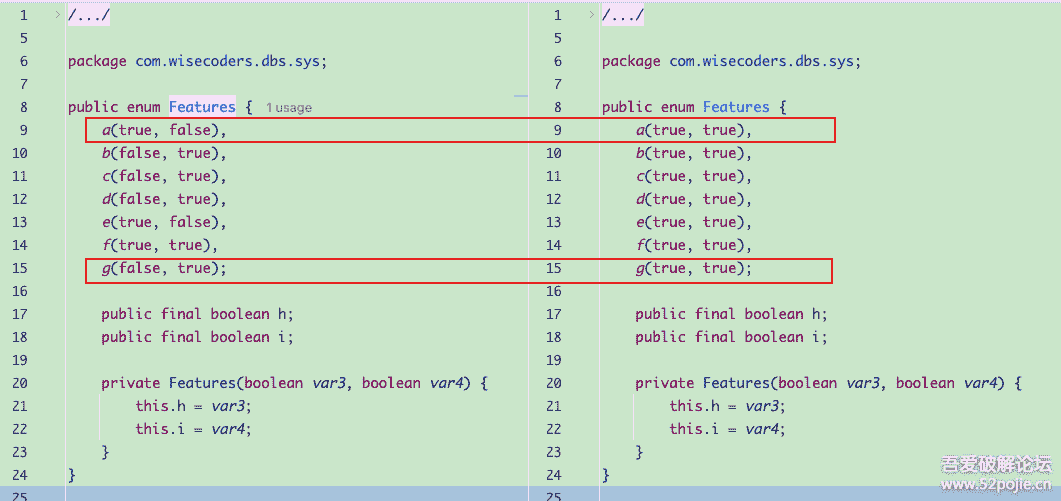 1 > /.../
5
6 package com.wisecoders.dbs.sys;
7
8 public enum Features { 1 usage
9 a(true, false),
10 b(false, true),
11 c(false, true),
12 d(false, true),
13 e(true, false),
14 f(true, true),
15 g(false, true);
16
17 public final boolean h;
18 public final boolean i;
19
20 private Features(boolean var3, boolean var4) {
21 this.h = var3;
22 this.i = var4;
23 }
24 }
25
1 > /.../
5
6 package com.wisecoders.dbs.sys;
7
8 public enum Features {
9 a(true, true),
10 b(true, true),
11 c(true, true),
12 d(true, true),
13 e(true, true),
14 f(true, true),
15 g(true, true);
16
17 public final boolean h;
18 public final boolean i;
19
20 private Features(boolean var3, boolean var4) {
21 this.h = var3;
22 this.i = var4;
23 }
24 }
25
吾爱破解论坛
www.52pojie.cn